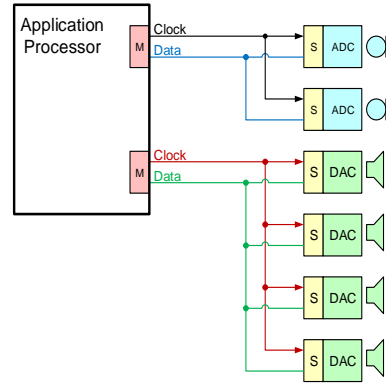 Application
Processor
M
Clock
Data
S ADC
S ADC
M
Clock
Data
S DAC
S DAC
S DAC
S DAC